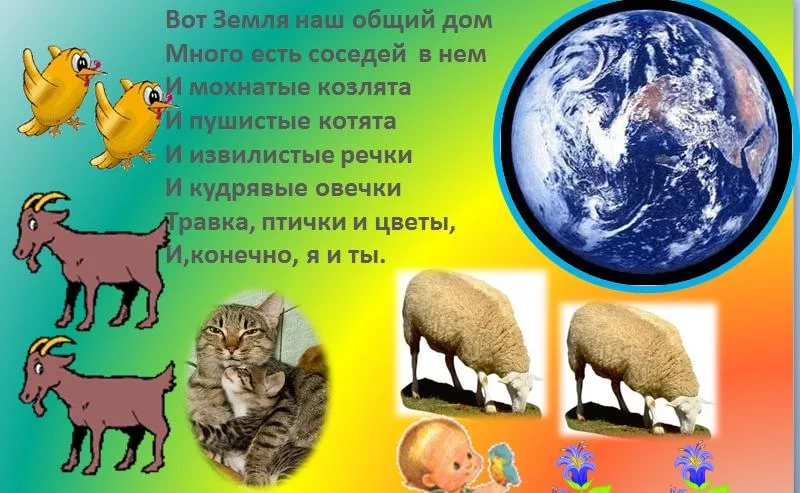 Вот Земля наш общий дом
Много есть соседей в нем
И мохнатые козлята
И пушистые котята
И извилистые речки
И кудрявые овечки
Травка, птички и цветы,
И,конечно, я и ты.